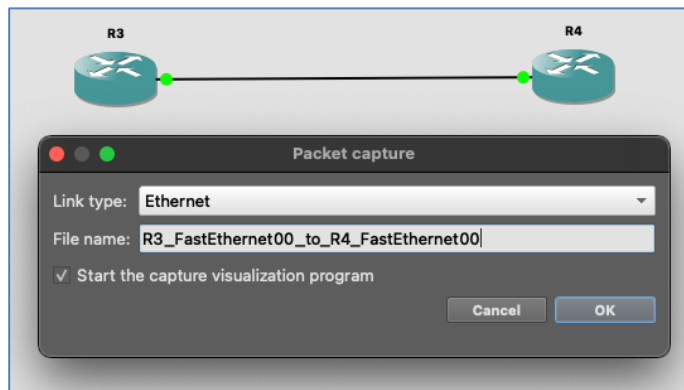 R3
R4
Packet capture
Link type: Ethernet
File name: R3_FastEthernet00_to_R4_FastEthernet00
Start the capture visualization program
Cancel OK